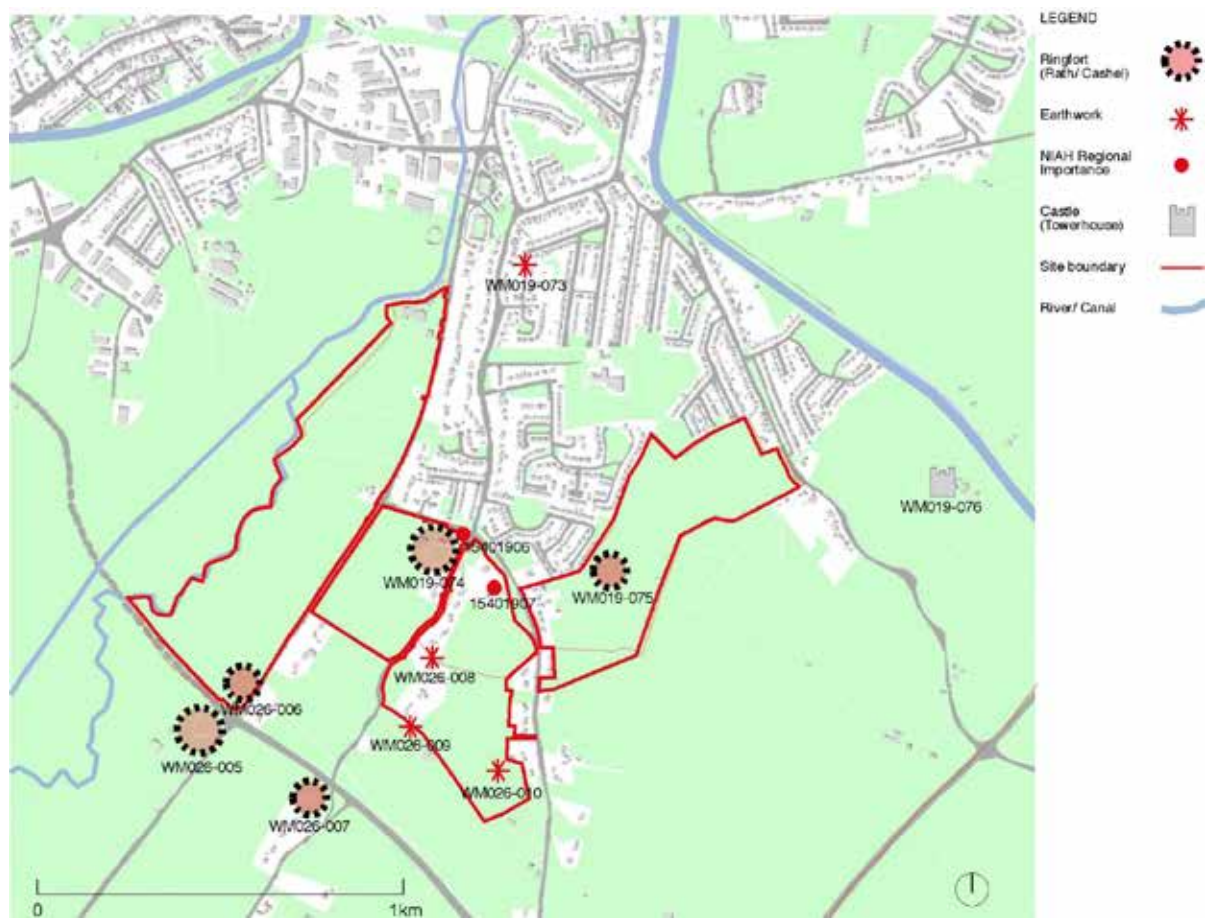 LEGEND
Ringfort
(Rath/ Cashel)
Earthwork
NIAH Regional
Importance
Castle
(Towerhouse)
Site boundary
River/ Canal
WM019-073
WM019-076
15401906
WM019-074
WM019-075
15401907
WM026-008
WM026-006
WM026-009
WM026-005
WM026-010
WM026-007
0
1km